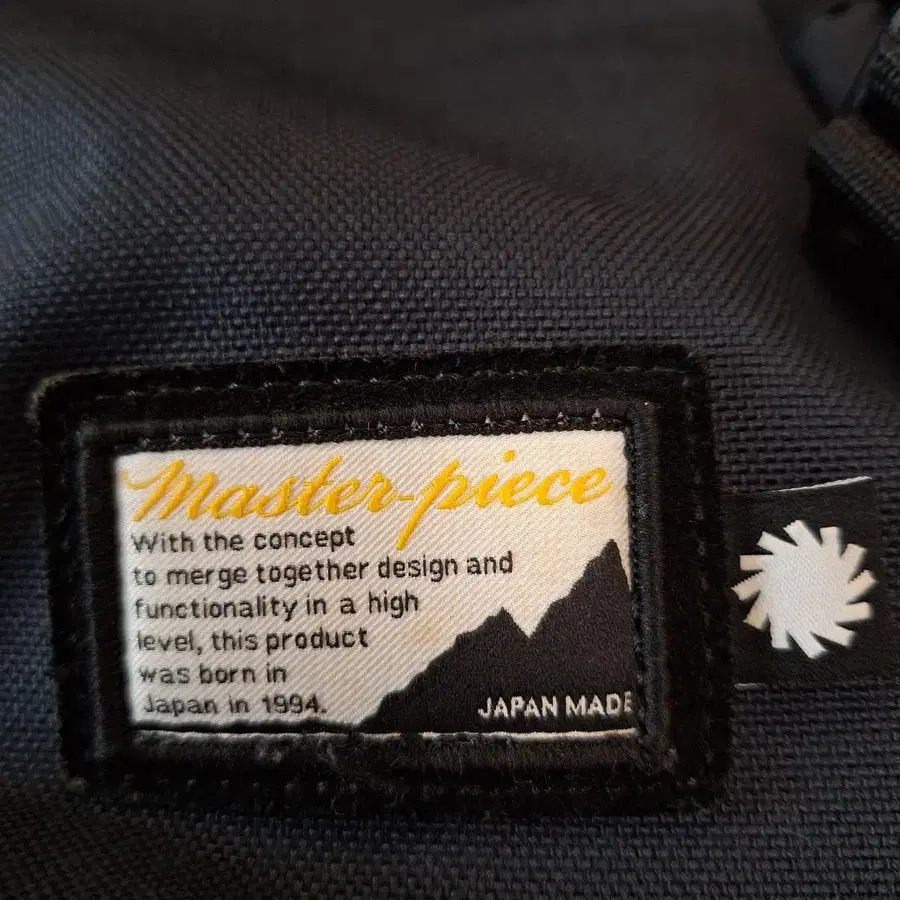 Master-piece
With the concept
to merge together design and
functionality in a high
level, this product
was born in
Japan in 1994.
JAPAN MADE